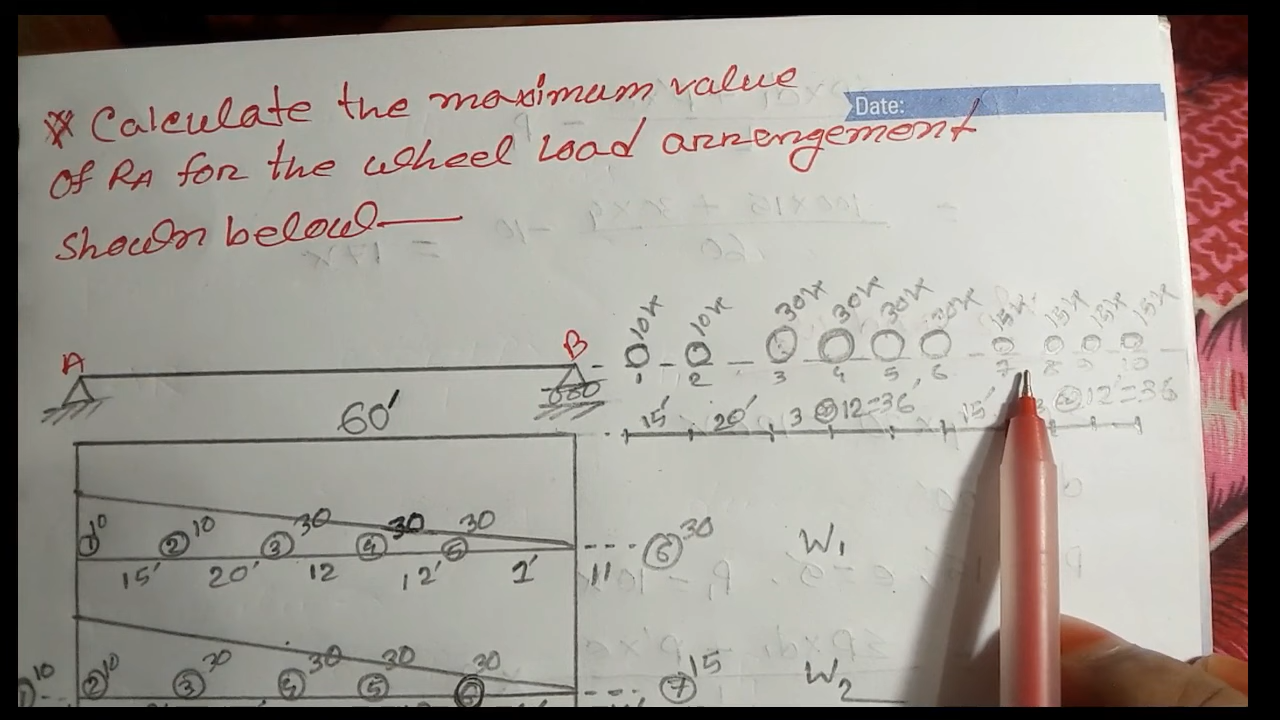 * Calculate the maximum value
Date:
of RA for the wheel load arrengement
shown below —
A
B
10k 10k 30k 30k 30k 30k 15k 15k 15k 15k
1 2 3 4 5 6 7 8 9 10
60'
15' 20' 3@12=36' 15' 3@12'=36
1 10 2 10 3 30 4 30 5 30 6 30 W1
15' 20' 12 12' 1' 11
1 10 2 10 3 30 4 30 5 30 6 30 7 15 W2